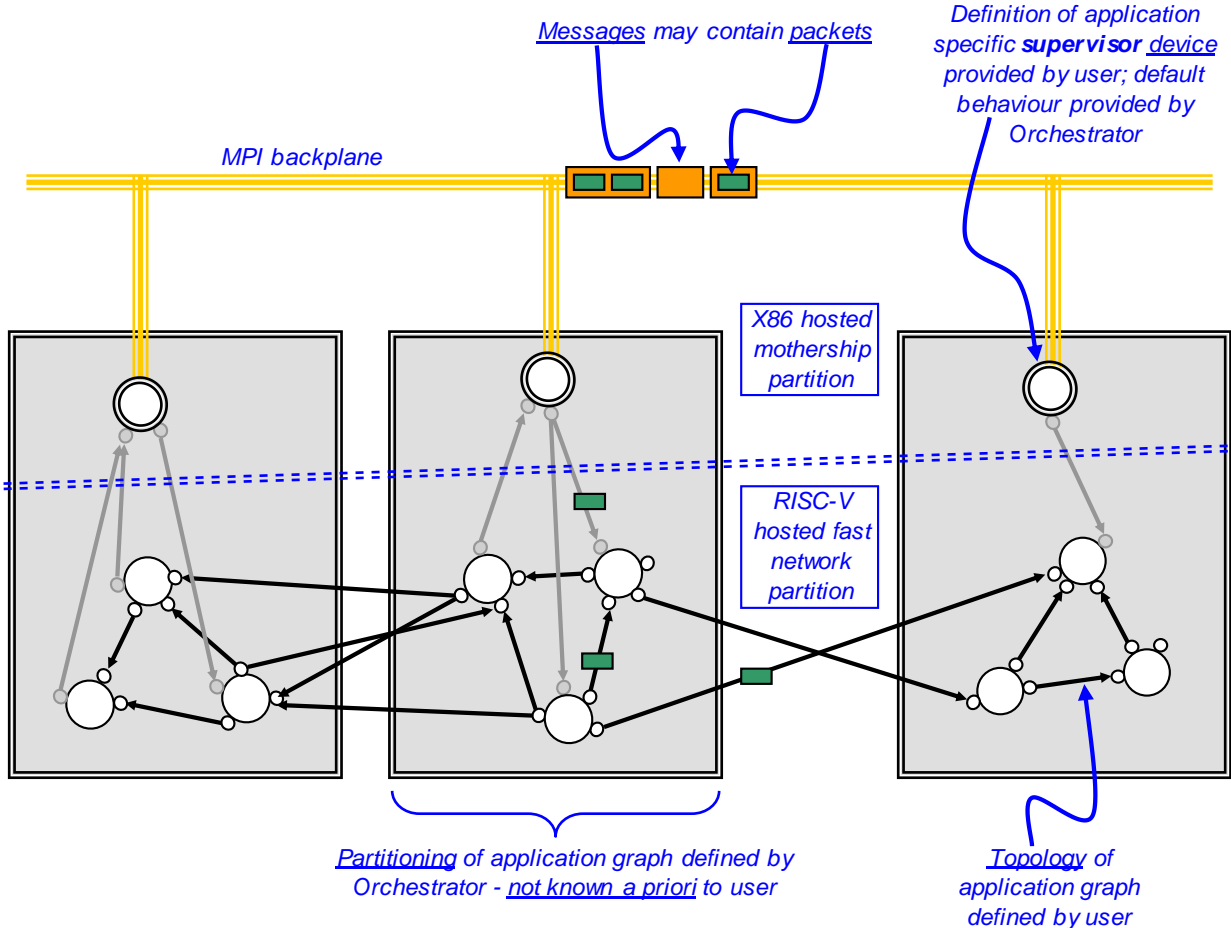 Messages may contain packets
Definition of application
specific supervisor device
provided by user; default
behaviour provided by
Orchestrator
MPI backplane
X86 hosted
mothership
partition
RISC-V
hosted fast
network
partition
Partitioning of application graph defined by
Orchestrator - not known a priori to user
Topology of
application graph
defined by user